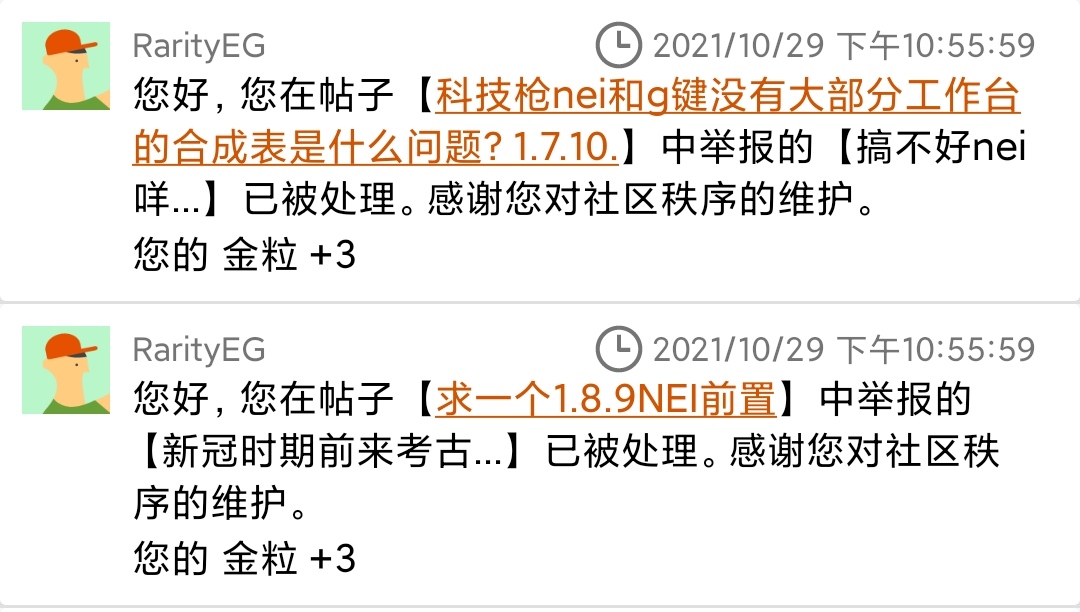 RarityEG 2021/10/29 下午10:55:59
您好，您在帖子【科技枪nei和g键没有大部分工作台
的合成表是什么问题？1.7.10.】中举报的【搞不好nei
咩...】已被处理。感谢您对社区秩序的维护。
您的 金粒 +3
RarityEG 2021/10/29 下午10:55:59
您好，您在帖子【求一个1.8.9NEI前置】中举报的
【新冠时期前来考古...】已被处理。感谢您对社区秩
序的维护。
您的 金粒 +3